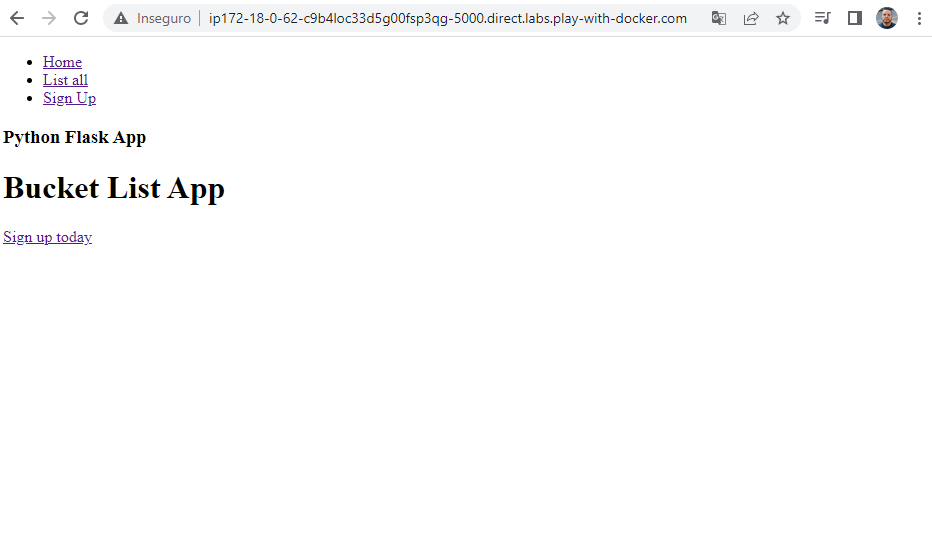 Inseguro ip172-18-0-62-c9b4loc33d5g00fsp3qg-5000.direct.labs.play-with-docker.com
Home
List all
Sign Up
Python Flask App
Bucket List App
Sign up today